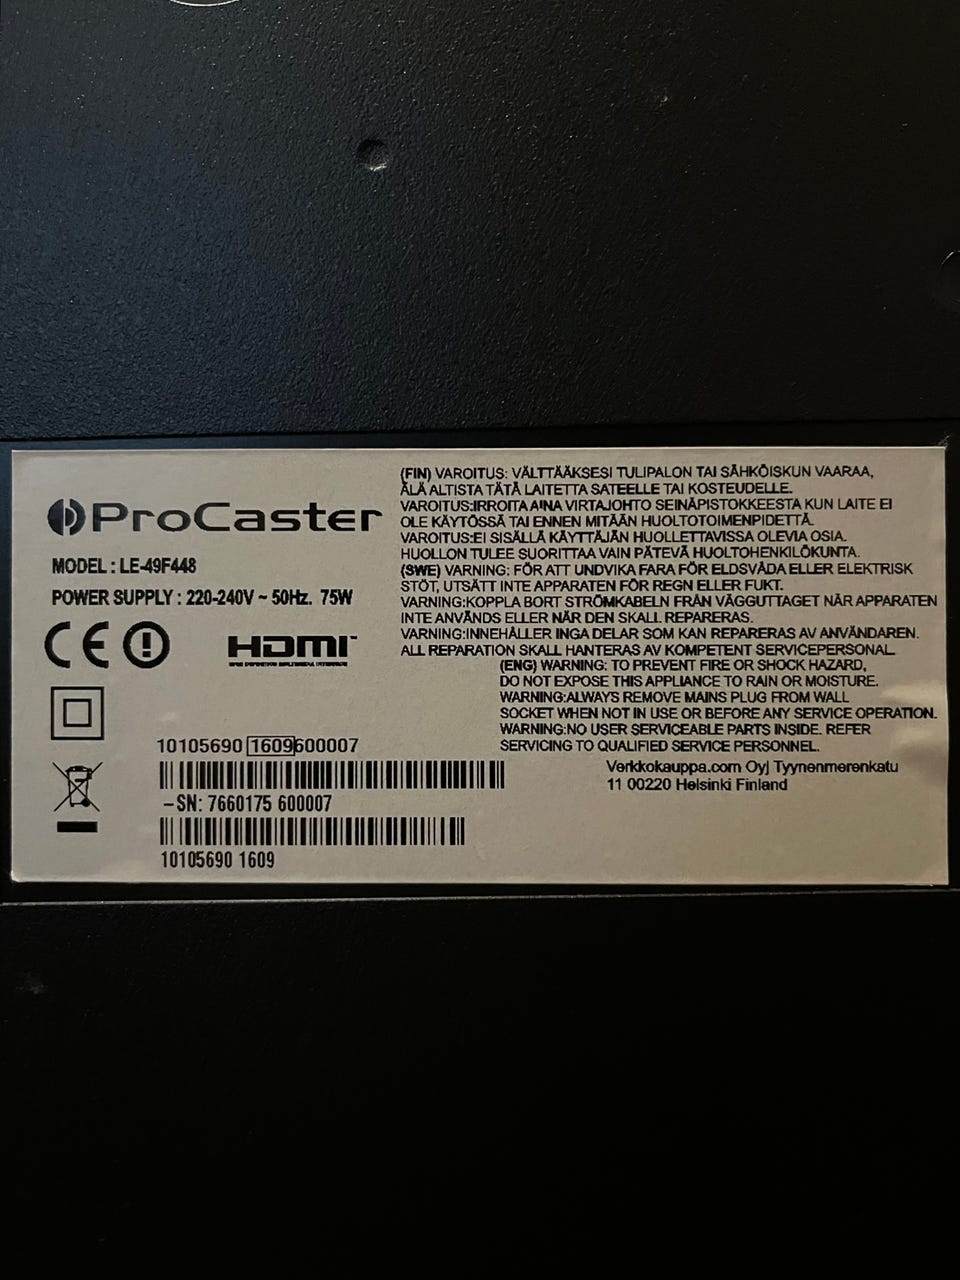 ProCaster
MODEL : LE-49F448
POWER SUPPLY : 220-240V ~ 50Hz. 75W
CE
HDMI
HIGH DEFINITION MULTIMEDIA INTERFACE
10105690 1609600007
-SN: 7660175 600007
10105690 1609
(FIN) VAROITUS: VÄLTTÄÄKSESI TULIPALON TAI SÄHKÖISKUN VAARAA,
ÄLÄ ALTISTA TÄTÄ LAITETTA SATEELLE TAI KOSTEUDELLE.
VAROITUS:IRROITA AINA VIRTAJOHTO SEINÄPISTOKKEESTA KUN LAITE EI
OLE KÄYTÖSSÄ TAI ENNEN MITÄÄN HUOLTOTOIMENPIDETTÄ.
VAROITUS:EI SISÄLLÄ KÄYTTÄJÄN HUOLLETTAVISSA OLEVIA OSIA.
HUOLLON TULEE SUORITTAA VAIN PÄTEVÄ HUOLTOHENKILÖKUNTA.
(SWE) VARNING: FÖR ATT UNDVIKA FARA FÖR ELDSVÅDA ELLER ELEKTRISK
STÖT, UTSÄTT INTE APPARATEN FÖR REGN ELLER FUKT.
VARNING:KOPPLA BORT STRÖMKABELN FRÅN VÄGGUTTAGET NÄR APPARATEN
INTE ANVÄNDS ELLER NÄR DEN SKALL REPARERAS.
VARNING:INNEHÅLLER INGA DELAR SOM KAN REPARERAS AV ANVÄNDAREN.
ALL REPARATION SKALL HANTERAS AV KOMPETENT SERVICEPERSONAL.
(ENG) WARNING: TO PREVENT FIRE OR SHOCK HAZARD,
DO NOT EXPOSE THIS APPLIANCE TO RAIN OR MOISTURE.
WARNING:ALWAYS REMOVE MAINS PLUG FROM WALL
SOCKET WHEN NOT IN USE OR BEFORE ANY SERVICE OPERATION.
WARNING:NO USER SERVICEABLE PARTS INSIDE. REFER
SERVICING TO QUALIFIED SERVICE PERSONNEL.
Verkkokauppa.com Oyj Tyynenmerenkatu
11 00220 Helsinki Finland